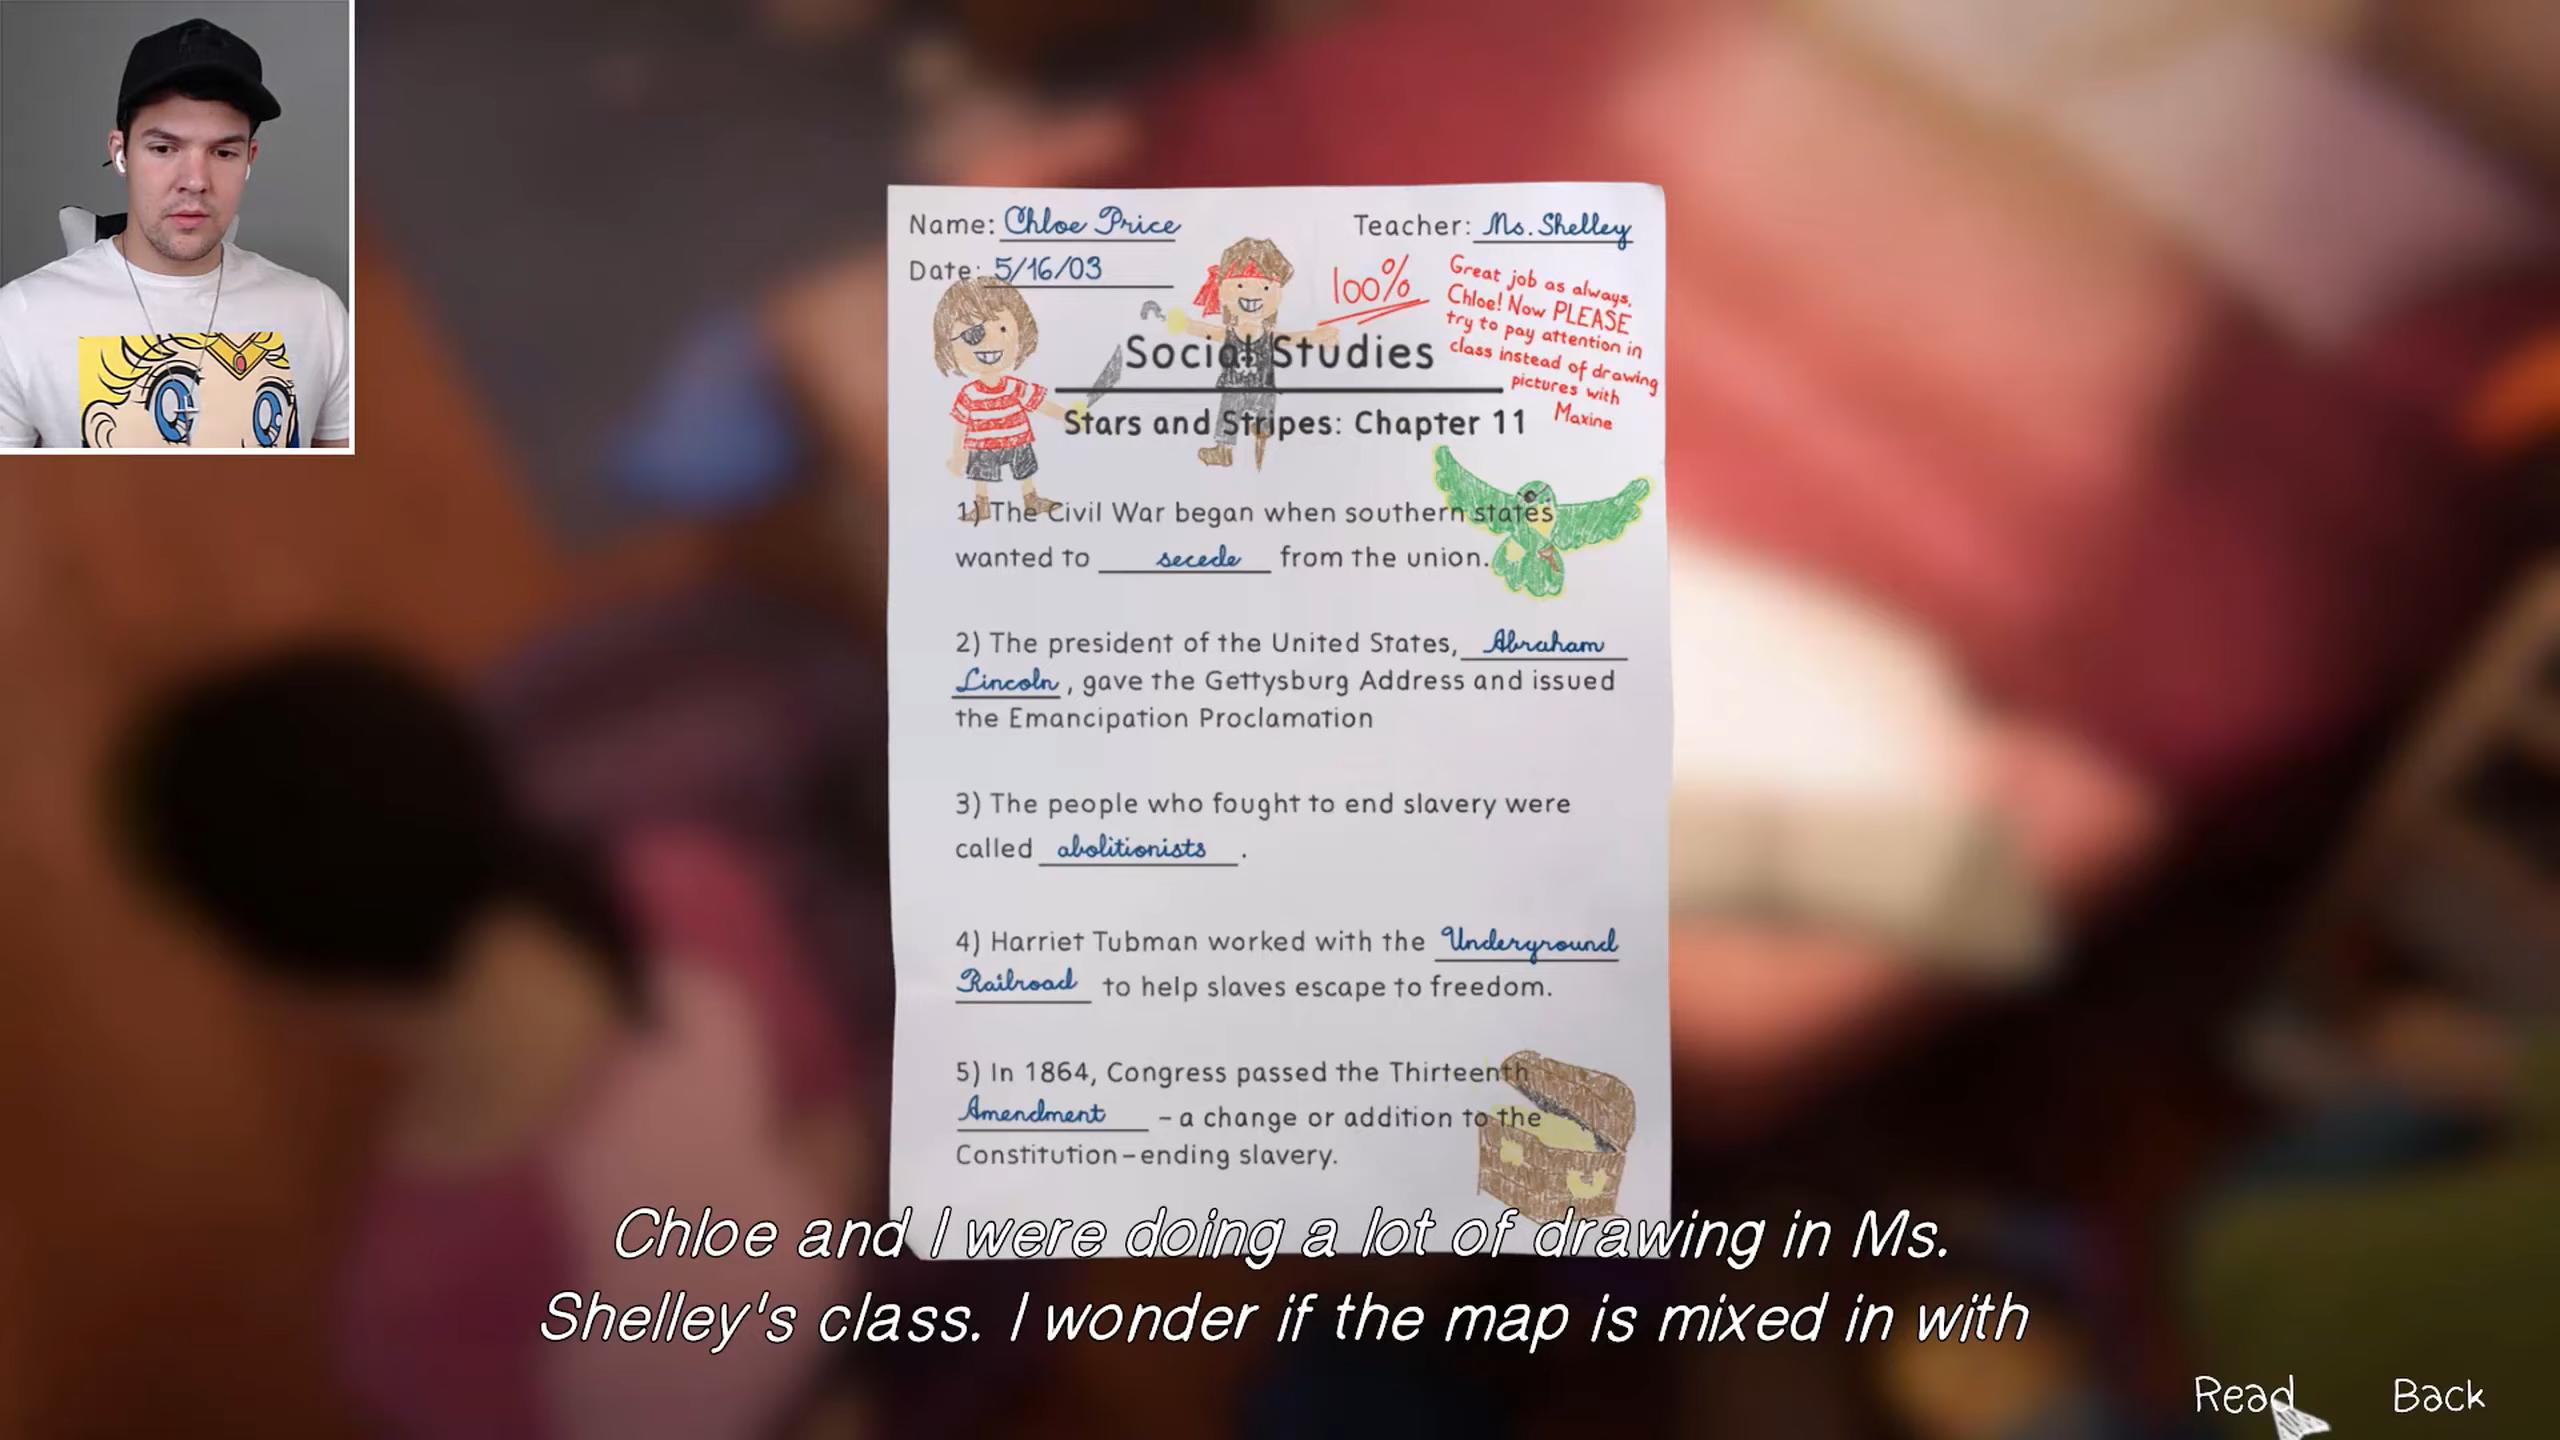 Name: Chloe Price
Teacher: Ms. Shelley
Date: 5/16/03
100%
Great job as always,
Chloe! Now PLEASE
try to pay attention in
class instead of drawing
pictures with
Maxine
Social Studies
Stars and Stripes: Chapter 11
1) The Civil War began when southern states
wanted to secede from the union.
2) The president of the United States, Abraham
Lincoln, gave the Gettysburg Address and issued
the Emancipation Proclamation
3) The people who fought to end slavery were
called abolitionists.
4) Harriet Tubman worked with the Underground
Railroad to help slaves escape to freedom.
5) In 1864, Congress passed the Thirteenth
Amendment - a change or addition to the
Constitution-ending slavery.
Chloe and I were doing a lot of drawing in Ms.
Shelley's class. I wonder if the map is mixed in with
Read Back